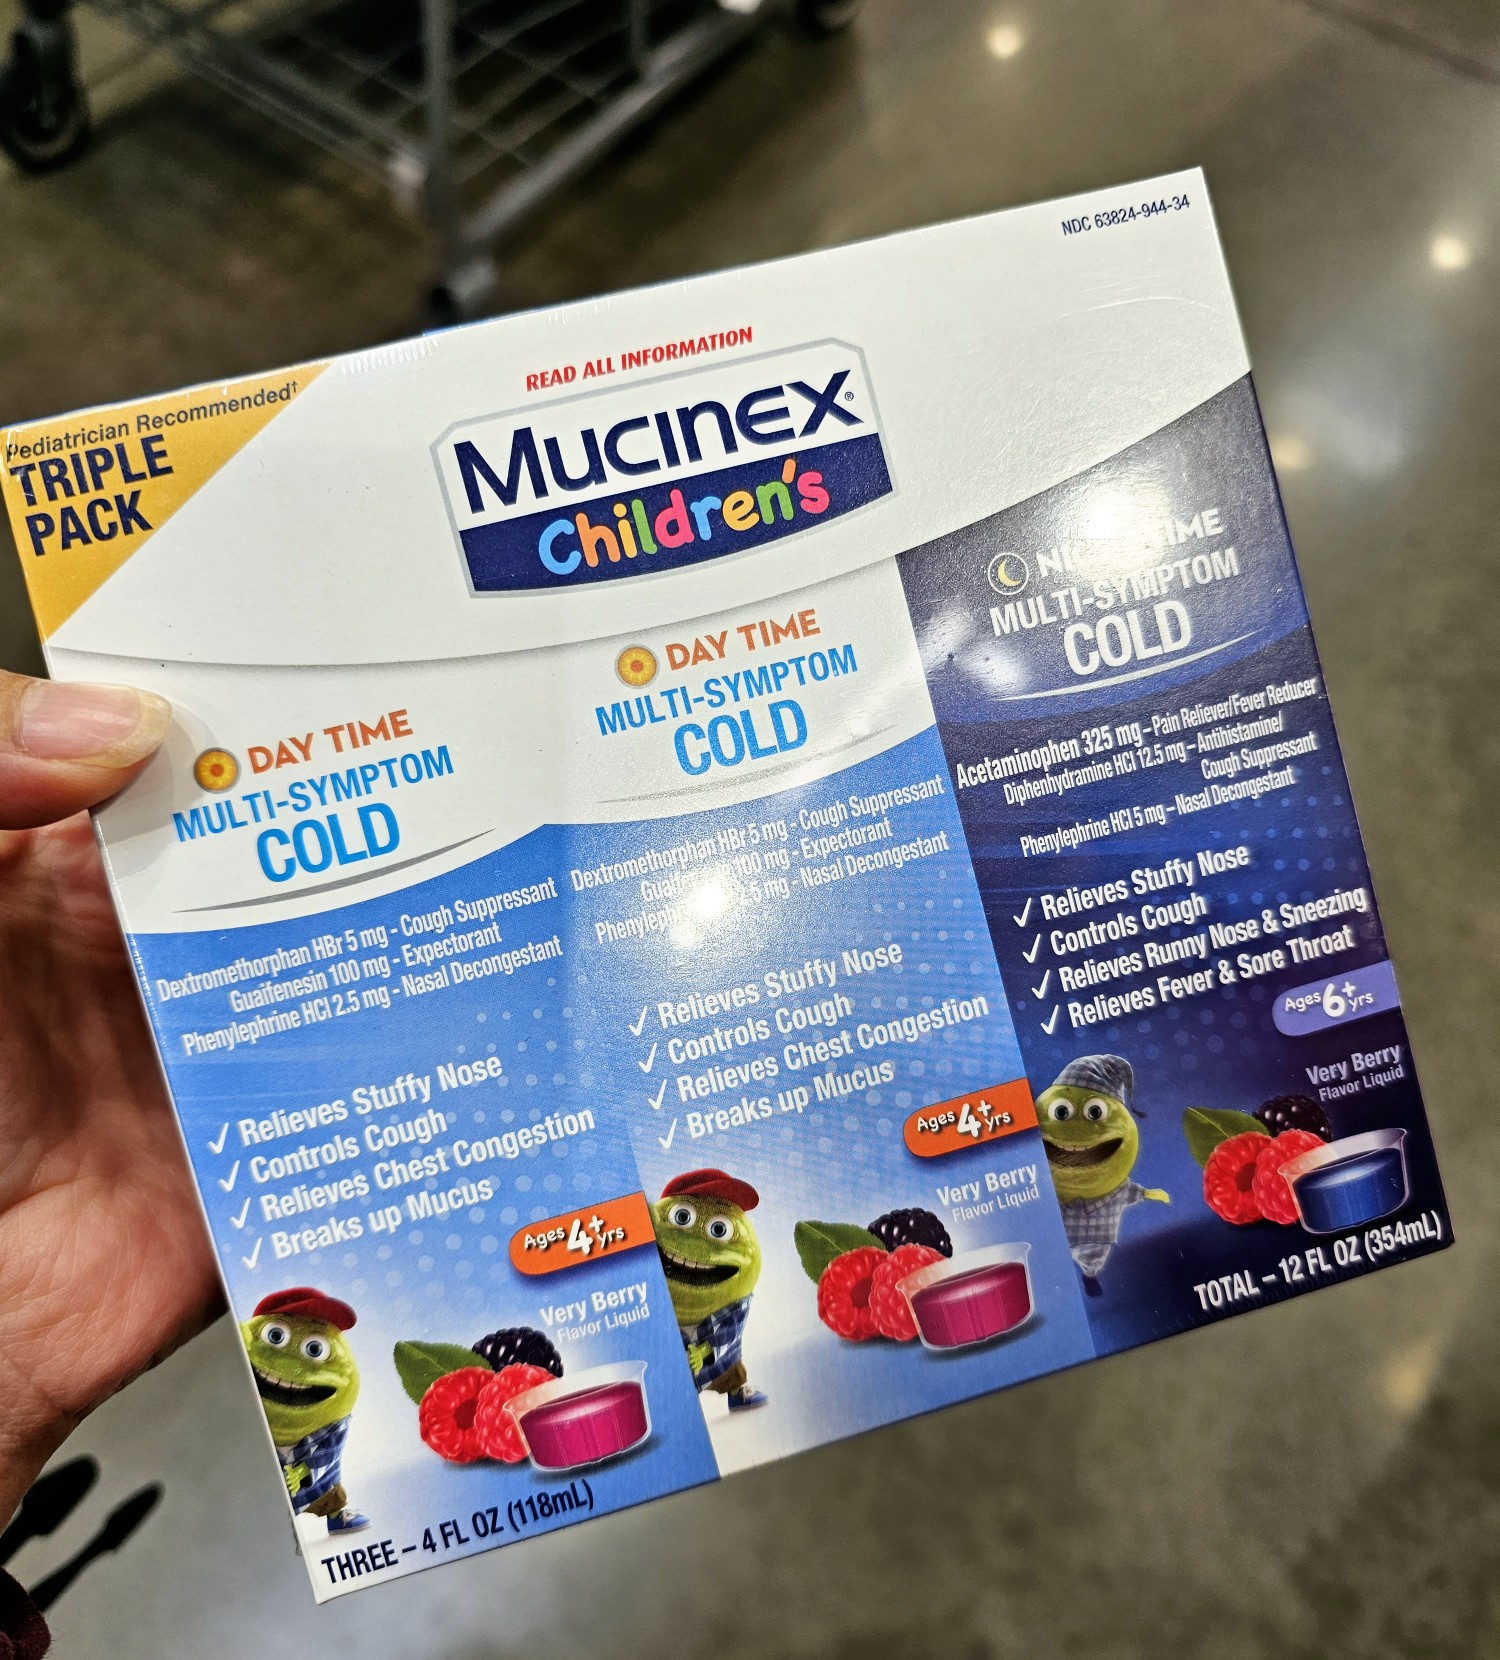 NDC 63824-944-34
Pediatrician Recommended†
TRIPLE
PACK
READ ALL INFORMATION
MUCINEX®
Children's
DAY TIME
MULTI-SYMPTOM
COLD
Dextromethorphan HBr 5 mg - Cough Suppressant
Guaifenesin 100 mg - Expectorant
Phenylephrine HCl 2.5 mg - Nasal Decongestant
✓ Relieves Stuffy Nose
✓ Controls Cough
✓ Relieves Chest Congestion
✓ Breaks up Mucus
Ages 4+ yrs
Very Berry
Flavor Liquid
THREE – 4 FL OZ (118mL)
DAY TIME
MULTI-SYMPTOM
COLD
Dextromethorphan HBr 5 mg - Cough Suppressant
100 mg - Expectorant
- Nasal Decongestant
✓ Relieves Stuffy Nose
✓ Controls Cough
✓ Relieves Chest Congestion
✓ Breaks up Mucus
Ages 4+ yrs
Very Berry
Flavor Liquid
MULTI-SYMPTOM
COLD
Acetaminophen 325 mg – Pain Reliever/Fever Reducer
Diphenhydramine HCl 12.5 mg – Antihistamine/
Cough Suppressant
Phenylephrine HCl 5 mg – Nasal Decongestant
✓ Relieves Stuffy Nose
✓ Controls Cough
✓ Relieves Runny Nose & Sneezing
✓ Relieves Fever & Sore Throat
Ages 6+ yrs
Very Berry
Flavor Liquid
TOTAL – 12 FL OZ (354mL)